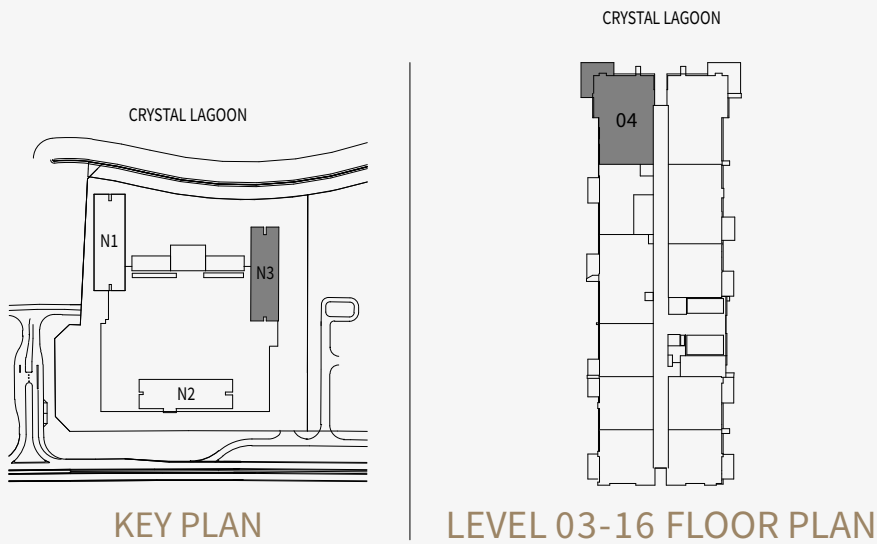 CRYSTAL LAGOON
N1
N3
N2
KEY PLAN
CRYSTAL LAGOON
04
LEVEL 03-16 FLOOR PLAN